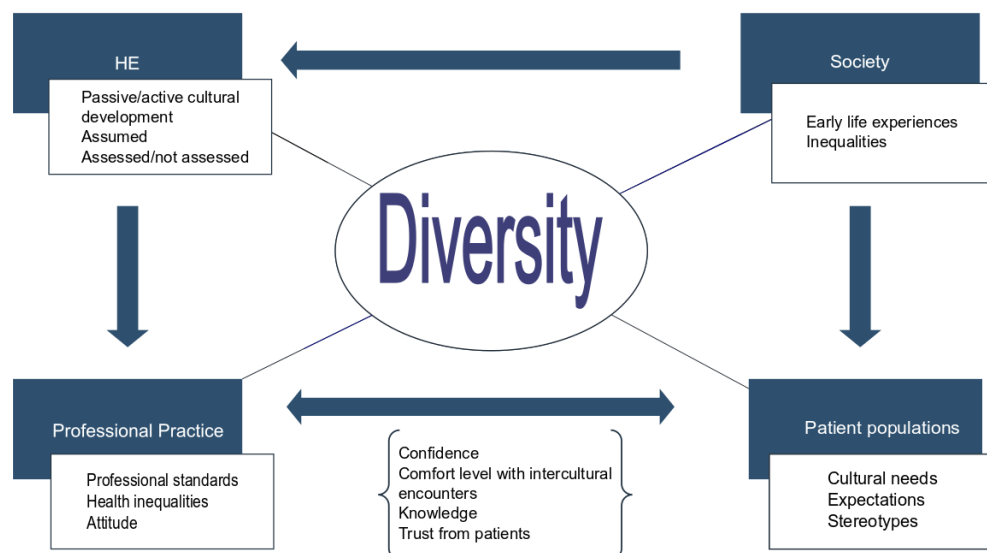 HE
Passive/active cultural
development
Assumed
Assessed/not assessed
Society
Early life experiences
Inequalities
Diversity
Professional Practice
Professional standards
Health inequalities
Attitude
Confidence
Comfort level with intercultural
encounters
Knowledge
Trust from patients
Patient populations
Cultural needs
Expectations
Stereotypes